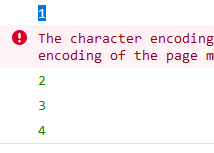 1
The character encoding
encoding of the page m
2
3
4